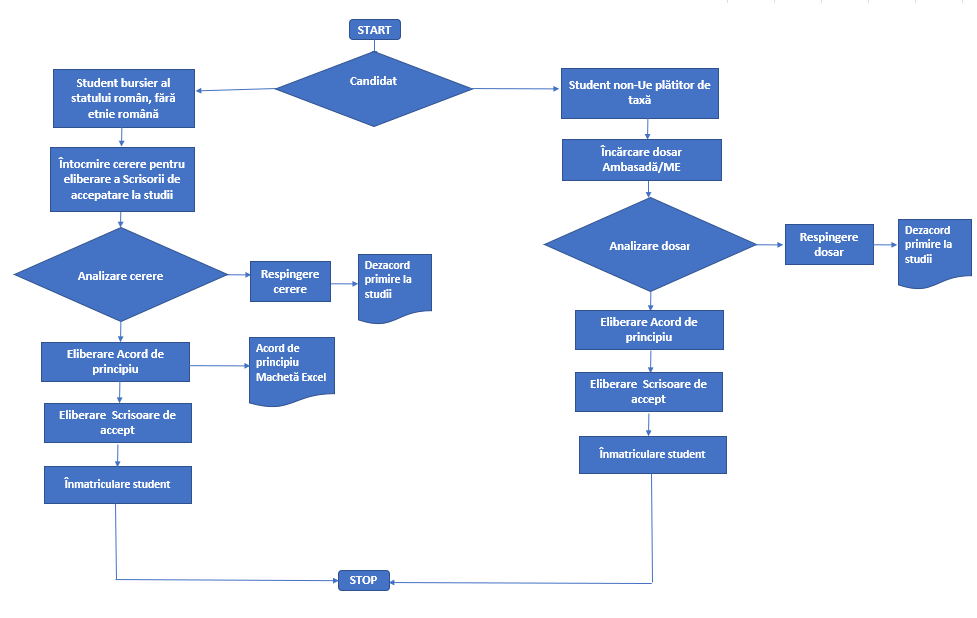 START
Candidat
Student bursier al
statului român, fără
etnie română
Întocmire cerere pentru
eliberare a Scrisorii de
accepatare la studii
Analizare cerere
Respingere
cerere
Dezacord
primire la
studii
Eliberare Acord de
principiu
Acord de
principiu
Machetă Excel
Eliberare Scrisoare de
accept
Înmatriculare student
Student non-Ue plătitor de
taxă
Încărcare dosar
Ambasadă/ME
Analizare dosar
Respingere
dosar
Dezacord
primire la
studii
Eliberare Acord de
principiu
Eliberare Scrisoare de
accept
Înmatriculare student
STOP